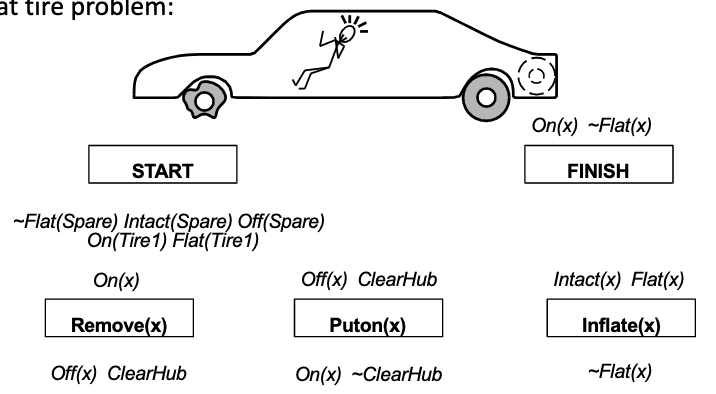 at tire problem:
On(x) ~Flat(x)
START
FINISH
~Flat(Spare) Intact(Spare) Off(Spare)
On(Tire1) Flat(Tire1)
On(x)
Off(x) ClearHub
Intact(x) Flat(x)
Remove(x)
Puton(x)
Inflate(x)
Off(x) ClearHub
On(x) ~ClearHub
~Flat(x)